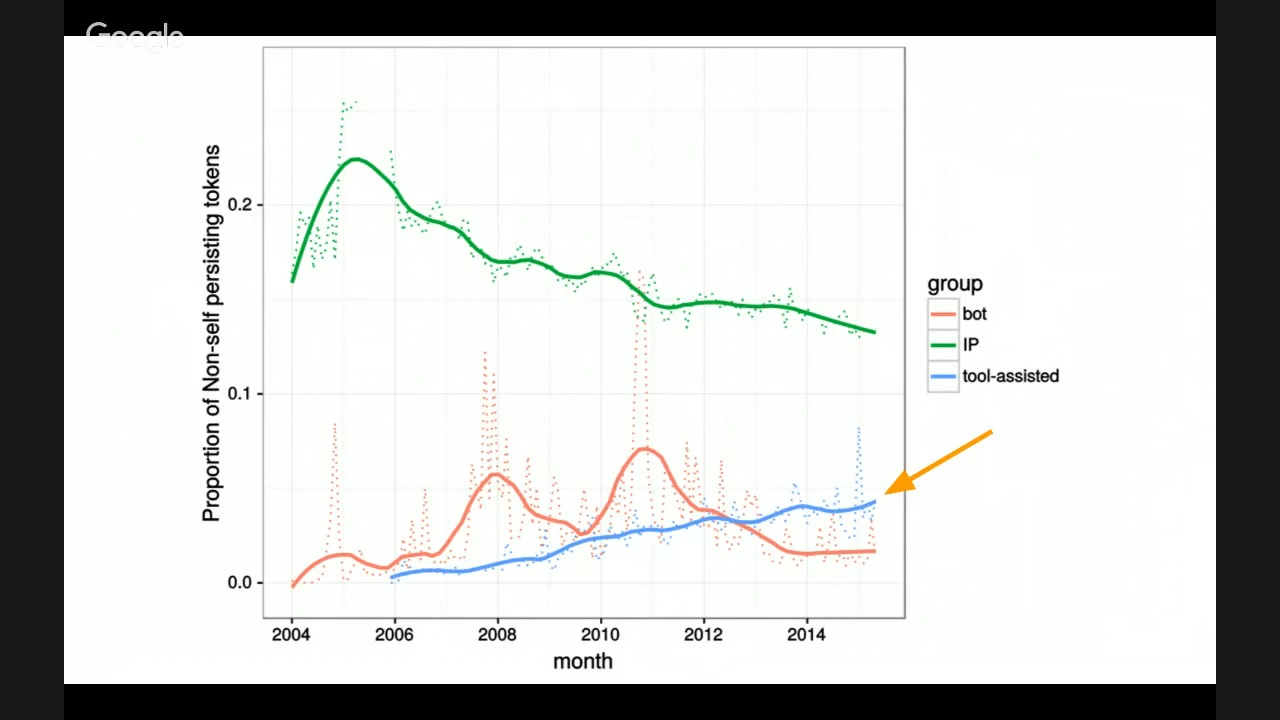 Google
Proportion of Non-self persisting tokens
0.2
0.1
0.0
2004 2006 2008 2010 2012 2014
month
group
bot
IP
tool-assisted